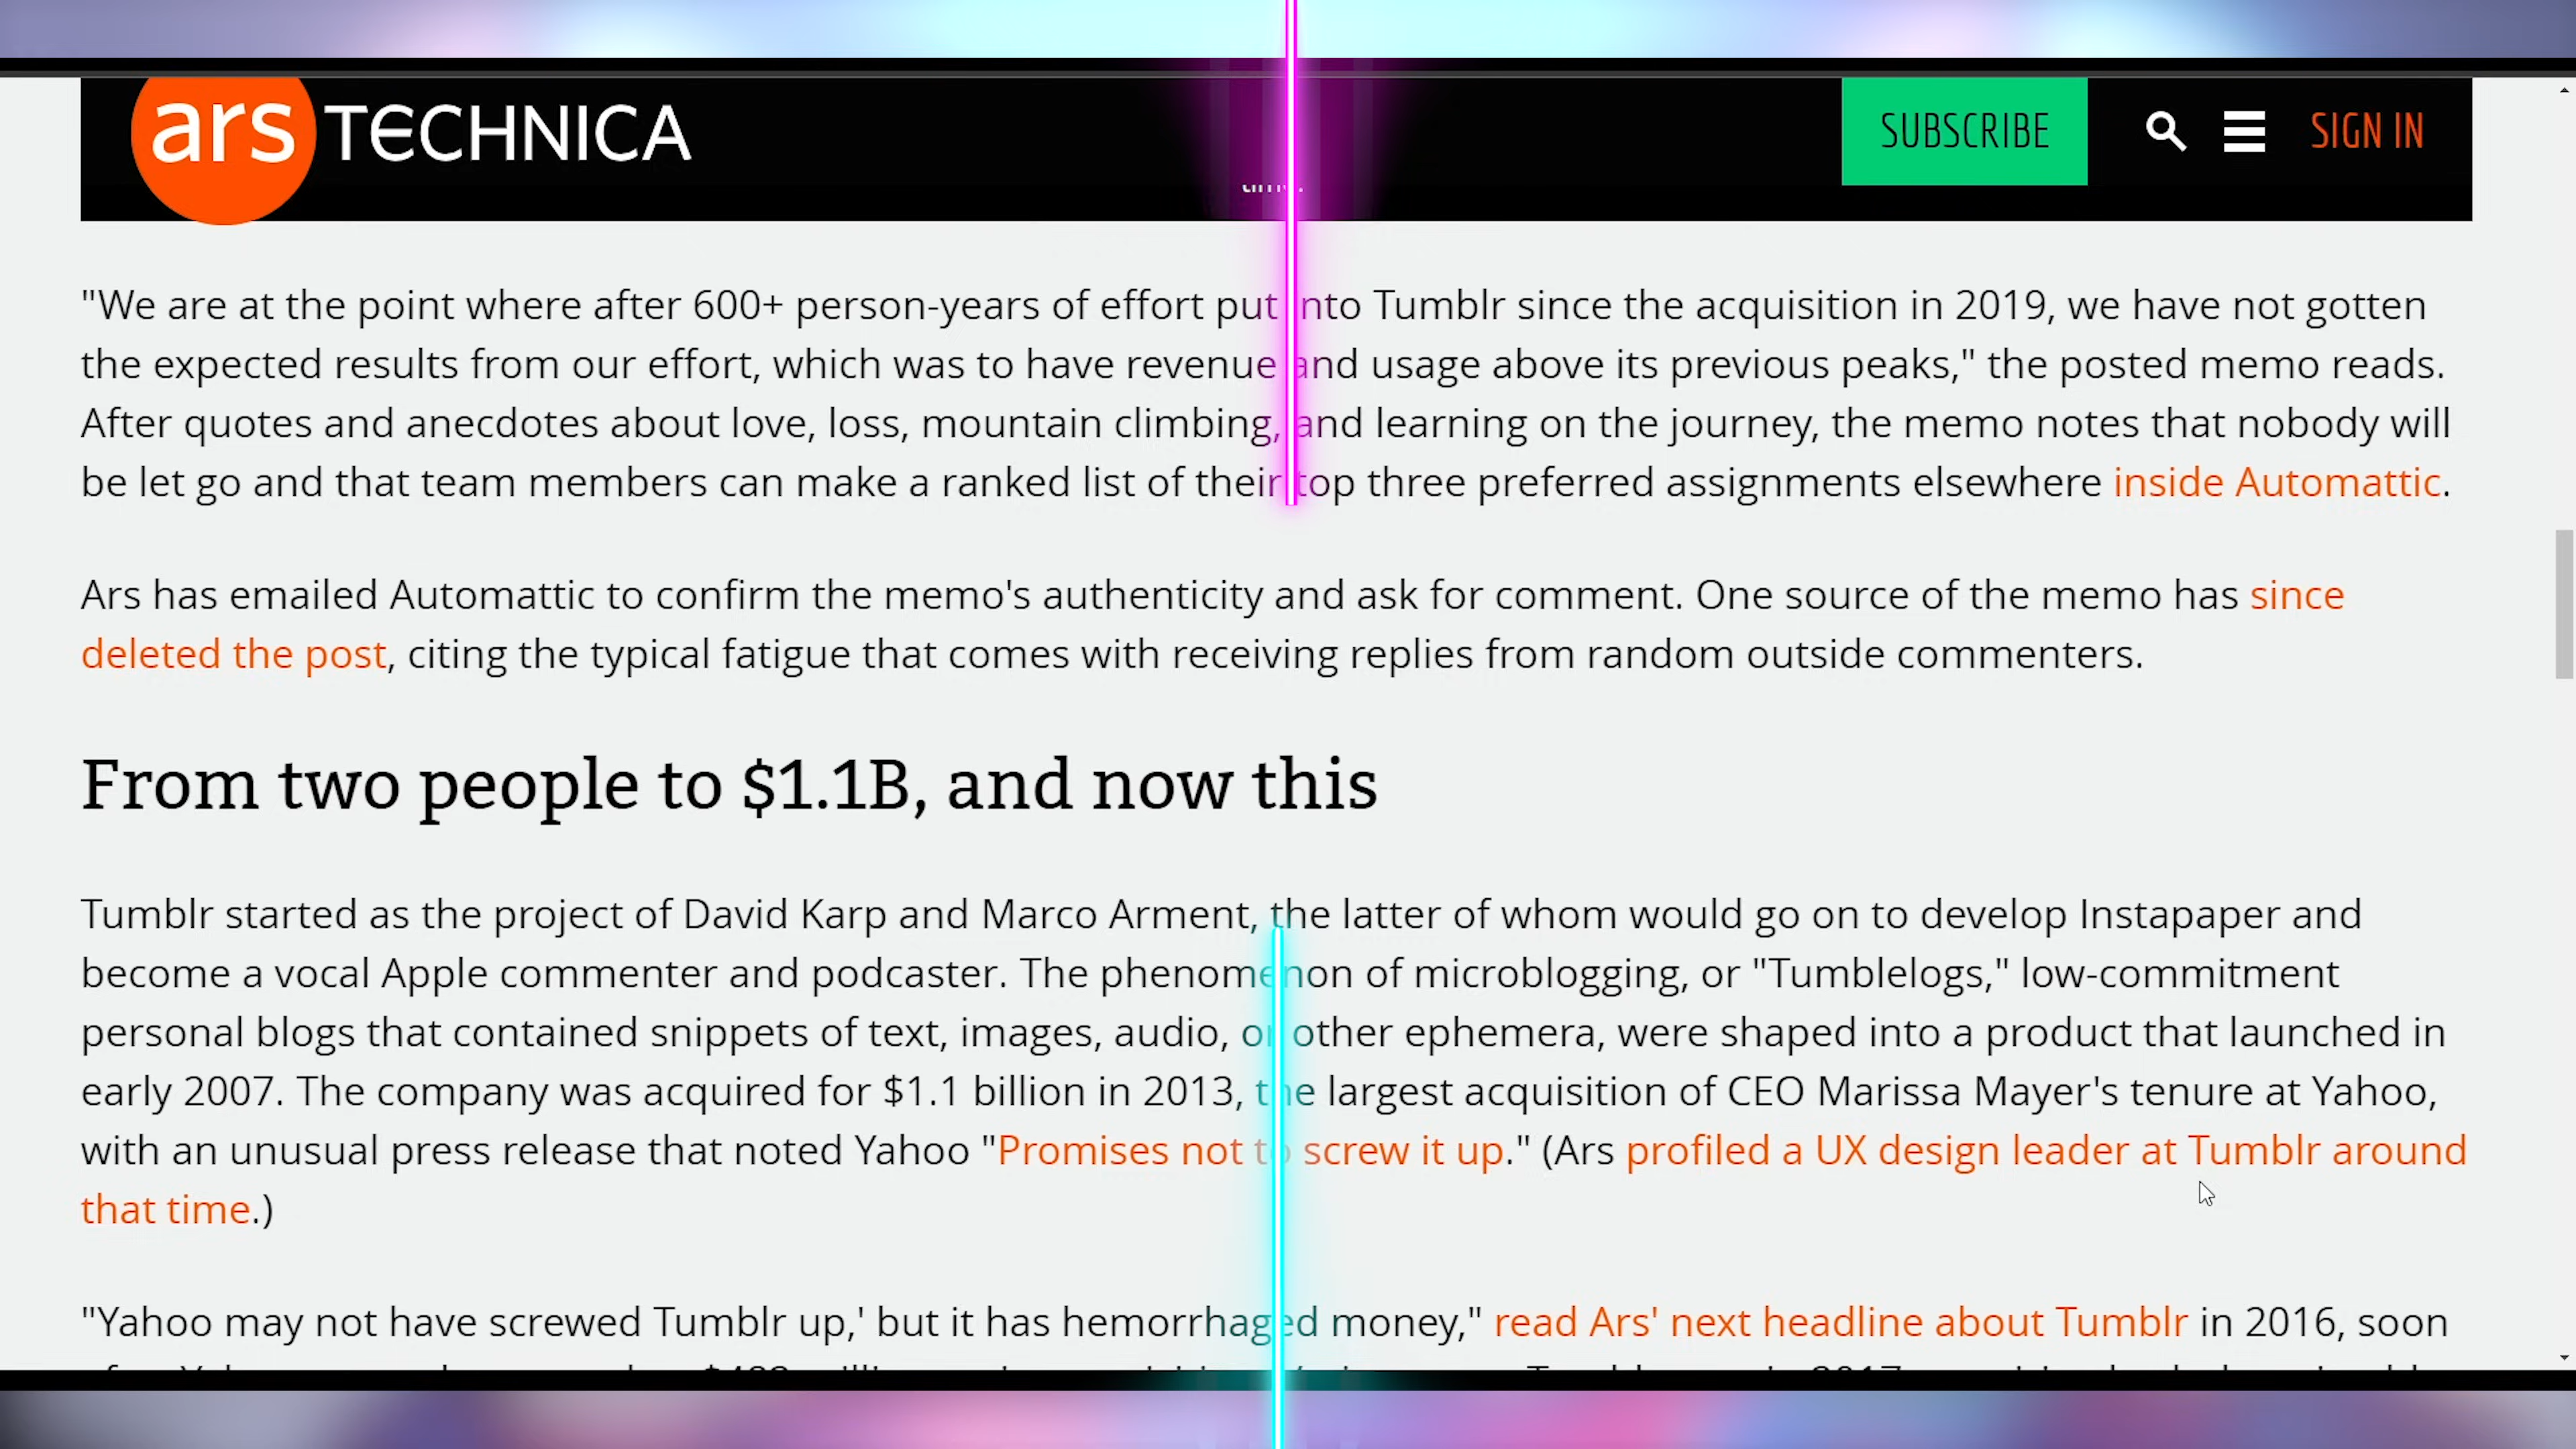 ars TECHNICA
SUBSCRIBE
SIGN IN
"We are at the point where after 600+ person-years of effort put into Tumblr since the acquisition in 2019, we have not gotten
the expected results from our effort, which was to have revenue and usage above its previous peaks," the posted memo reads.
After quotes and anecdotes about love, loss, mountain climbing, and learning on the journey, the memo notes that nobody will
be let go and that team members can make a ranked list of their top three preferred assignments elsewhere inside Automattic.
Ars has emailed Automattic to confirm the memo's authenticity and ask for comment. One source of the memo has since
deleted the post, citing the typical fatigue that comes with receiving replies from random outside commenters.
From two people to $1.1B, and now this
Tumblr started as the project of David Karp and Marco Arment, the latter of whom would go on to develop Instapaper and
become a vocal Apple commenter and podcaster. The phenomenon of microblogging, or "Tumblelogs," low-commitment
personal blogs that contained snippets of text, images, audio, or other ephemera, were shaped into a product that launched in
early 2007. The company was acquired for $1.1 billion in 2013, the largest acquisition of CEO Marissa Mayer's tenure at Yahoo,
with an unusual press release that noted Yahoo "Promises not to screw it up." (Ars profiled a UX design leader at Tumblr around
that time.)
"Yahoo may not have screwed Tumblr up,' but it has hemorrhaged money," read Ars' next headline about Tumblr in 2016, soon